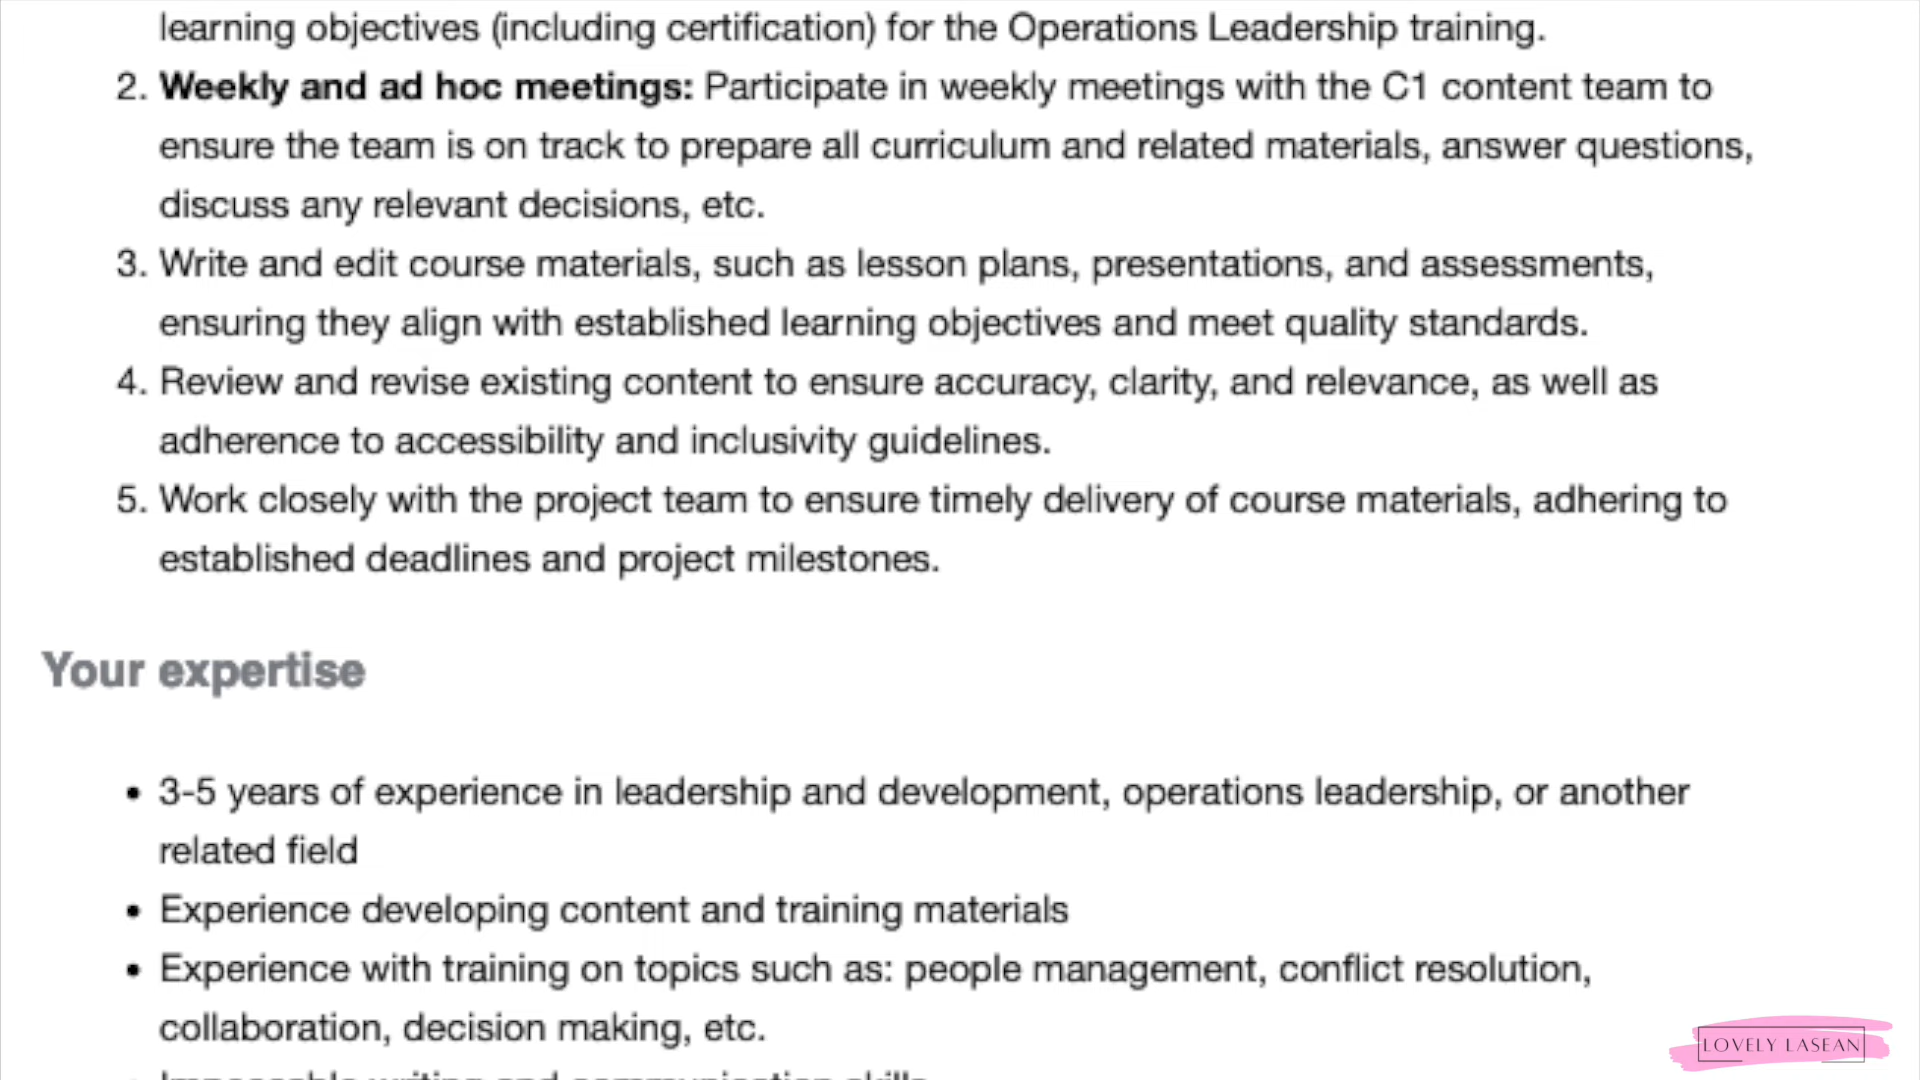 learning objectives (including certification) for the Operations Leadership training.
2. Weekly and ad hoc meetings: Participate in weekly meetings with the C1 content team to
ensure the team is on track to prepare all curriculum and related materials, answer questions,
discuss any relevant decisions, etc.
3. Write and edit course materials, such as lesson plans, presentations, and assessments,
ensuring they align with established learning objectives and meet quality standards.
4. Review and revise existing content to ensure accuracy, clarity, and relevance, as well as
adherence to accessibility and inclusivity guidelines.
5. Work closely with the project team to ensure timely delivery of course materials, adhering to
established deadlines and project milestones.
Your expertise
• 3-5 years of experience in leadership and development, operations leadership, or another
related field
• Experience developing content and training materials
• Experience with training on topics such as: people management, conflict resolution,
collaboration, decision making, etc.
• Impeccable writing and communication skills
LOVELY LASEAN